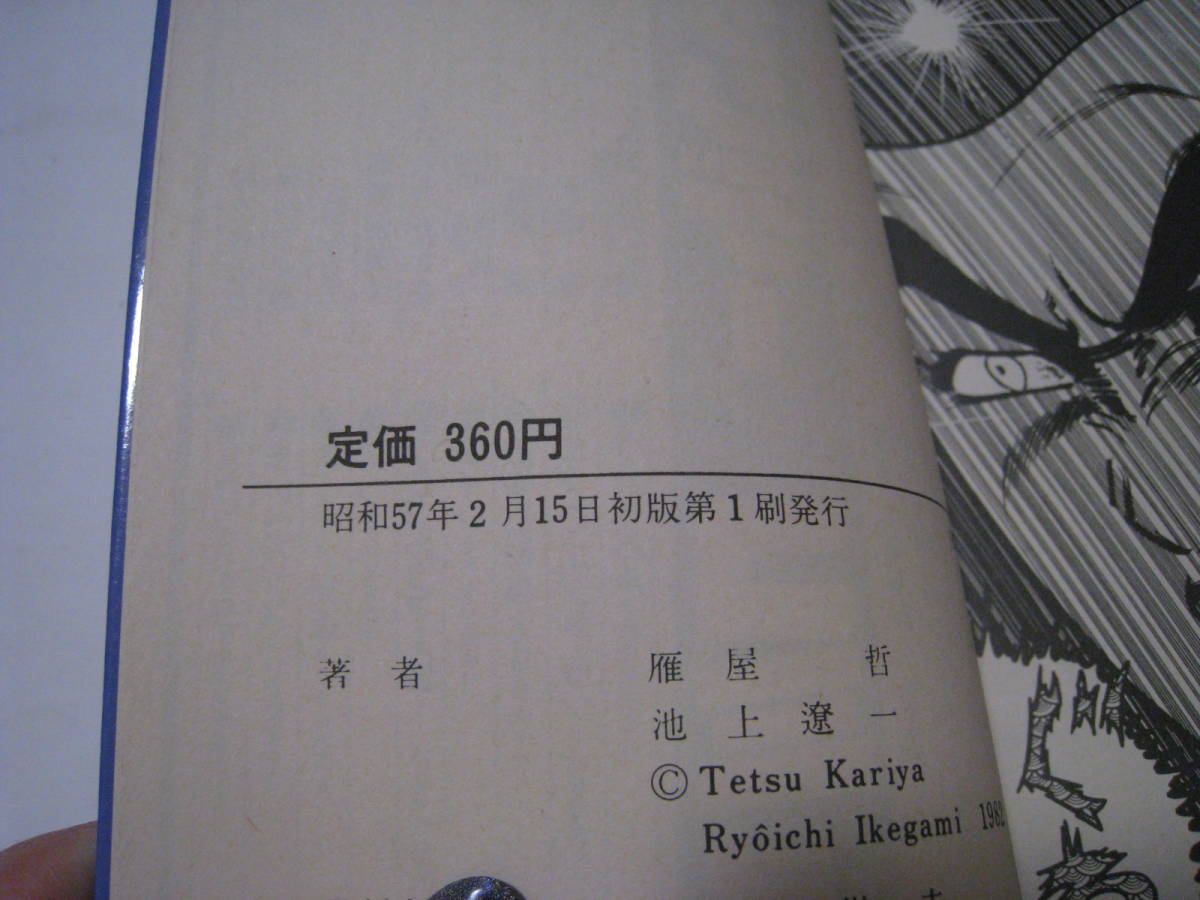 定価 360円
昭和57年2月15日初版第1刷発行
著者 雁屋 哲
池上遼一
© Tetsu Kariya
Ryôichi Ikegami 1982